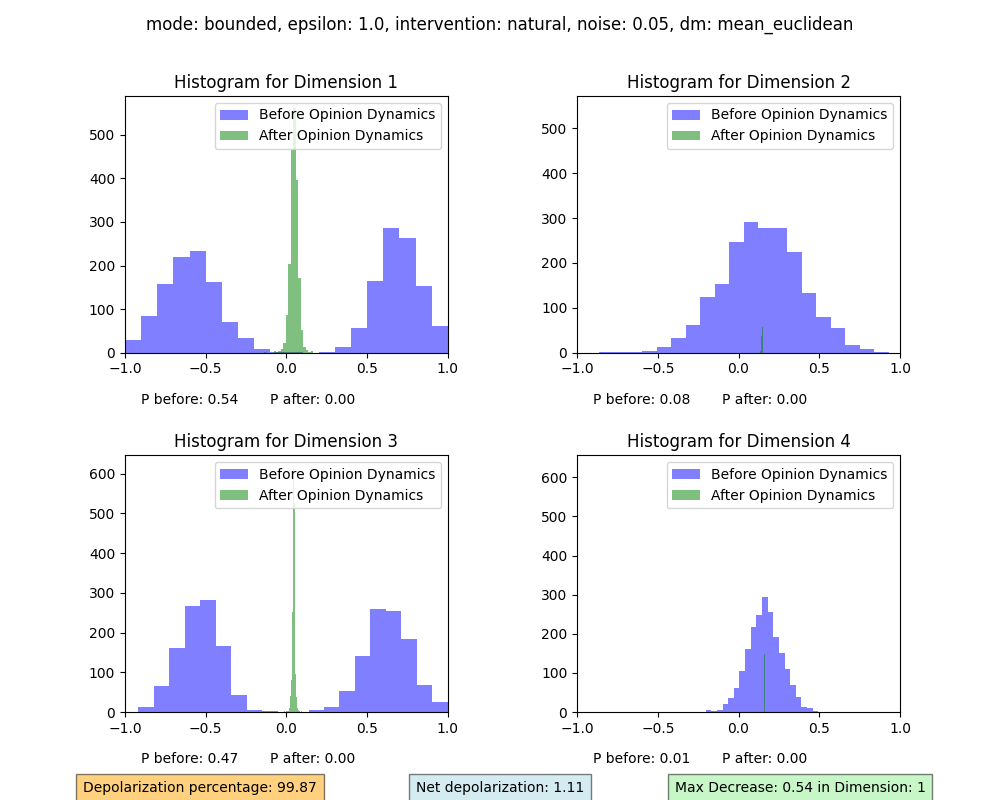 mode: bounded, epsilon: 1.0, intervention: natural, noise: 0.05, dm: mean_euclidean
Histogram for Dimension 1
Before Opinion Dynamics
After Opinion Dynamics
500
400
300
200
100
0
−1.0 −0.5 0.0 0.5 1.0
P before: 0.54 P after: 0.00
Histogram for Dimension 2
Before Opinion Dynamics
After Opinion Dynamics
500
400
300
200
100
0
−1.0 −0.5 0.0 0.5 1.0
P before: 0.08 P after: 0.00
Histogram for Dimension 3
Before Opinion Dynamics
After Opinion Dynamics
600
500
400
300
200
100
0
−1.0 −0.5 0.0 0.5 1.0
P before: 0.47 P after: 0.00
Histogram for Dimension 4
Before Opinion Dynamics
After Opinion Dynamics
600
500
400
300
200
100
0
−1.0 −0.5 0.0 0.5 1.0
P before: 0.01 P after: 0.00
Depolarization percentage: 99.87
Net depolarization: 1.11
Max Decrease: 0.54 in Dimension: 1